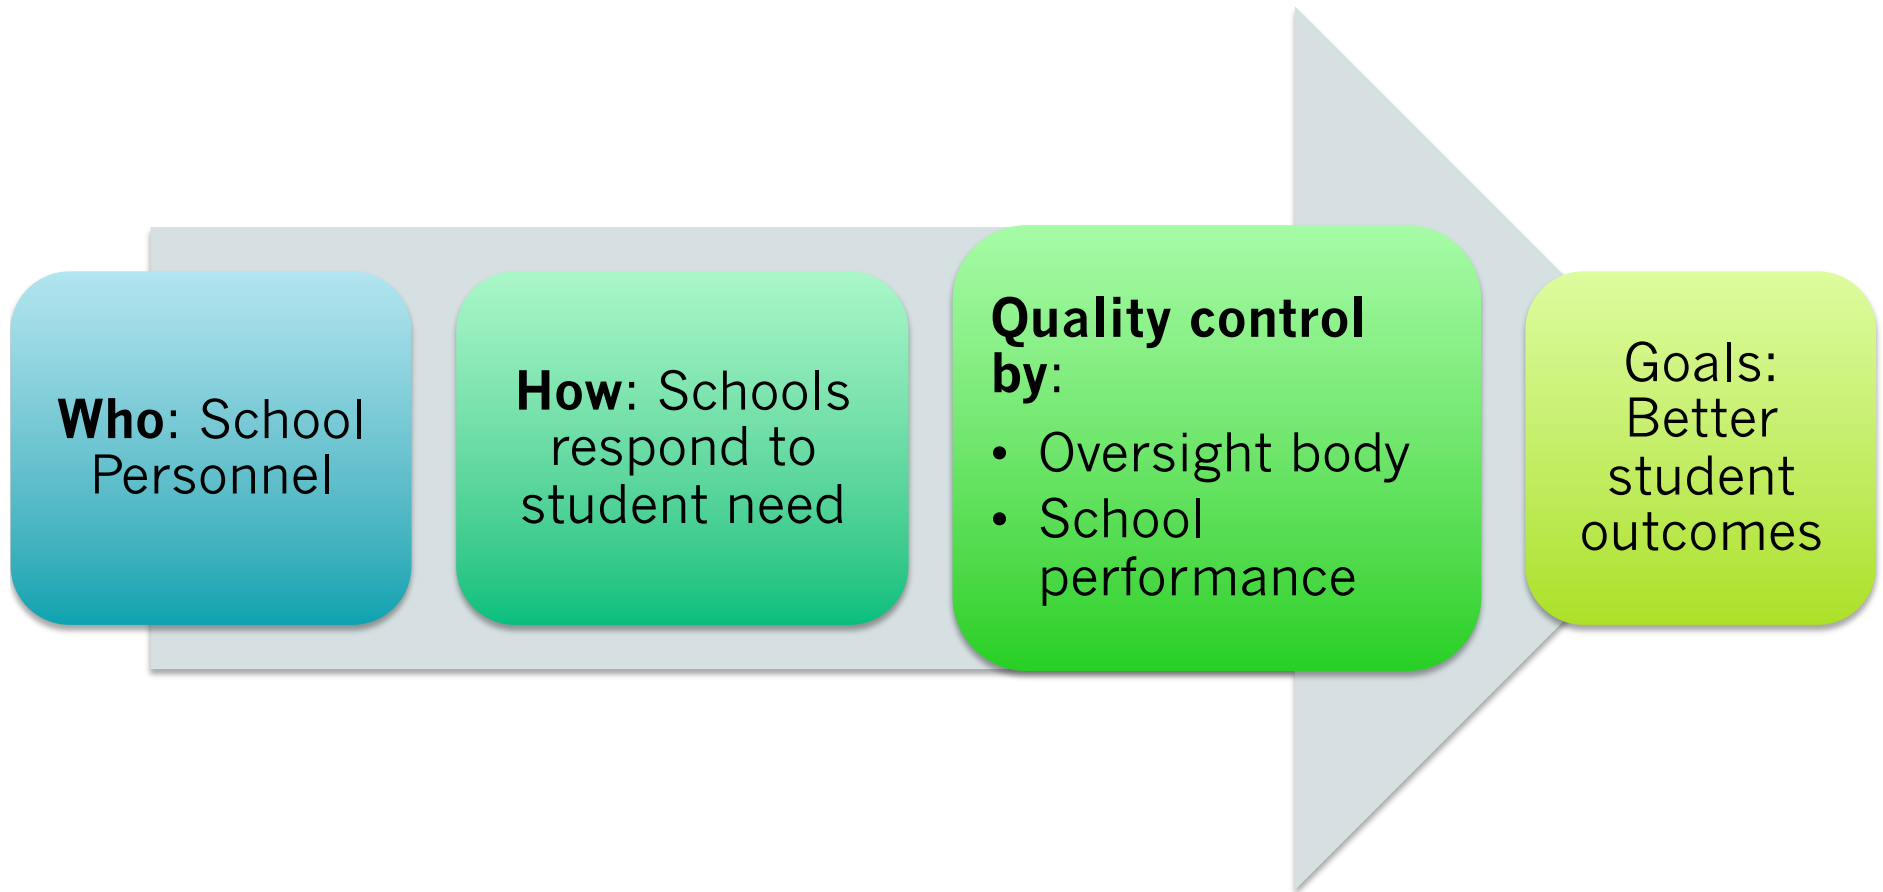 Who: School
Personnel
How: Schools
respond to
student need
Quality control
by:
• Oversight body
• School
performance
Goals:
Better
student
outcomes